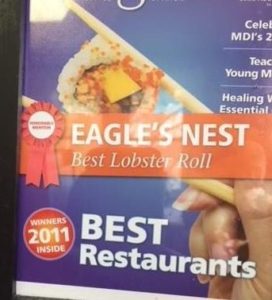 Celeb
MDI's 2
Teac
Young M
Healing W
Essential
HONORABLE
MENTION
EAGLE'S NEST
Best Lobster Roll
WINNERS
2011
INSIDE
BEST
Restaurants